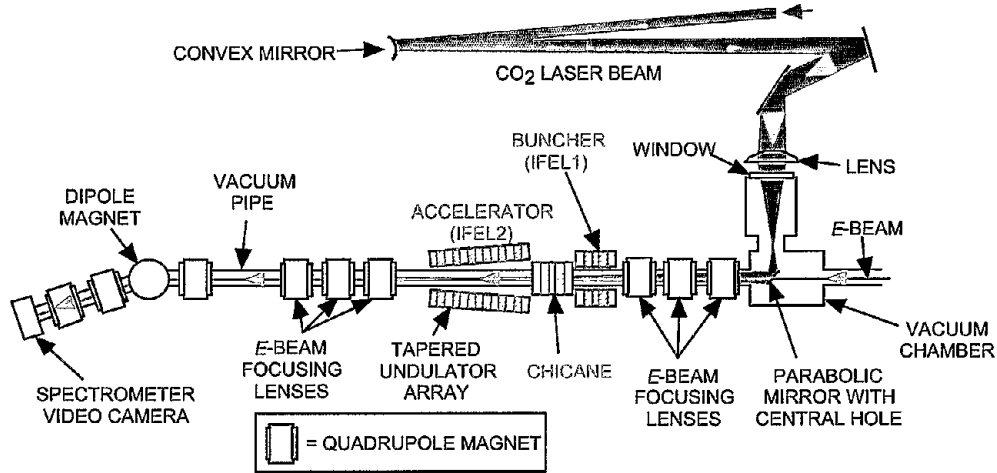 CONVEX MIRROR
CO2 LASER BEAM
BUNCHER
(IFEL1)
WINDOW
LENS
DIPOLE
MAGNET
VACUUM
PIPE
ACCELERATOR
(IFEL2)
E-BEAM
E-BEAM
FOCUSING
LENSES
TAPERED
UNDULATOR
ARRAY
CHICANE
E-BEAM
FOCUSING
LENSES
PARABOLIC
MIRROR WITH
CENTRAL HOLE
VACUUM
CHAMBER
SPECTROMETER
VIDEO CAMERA
= QUADRUPOLE MAGNET